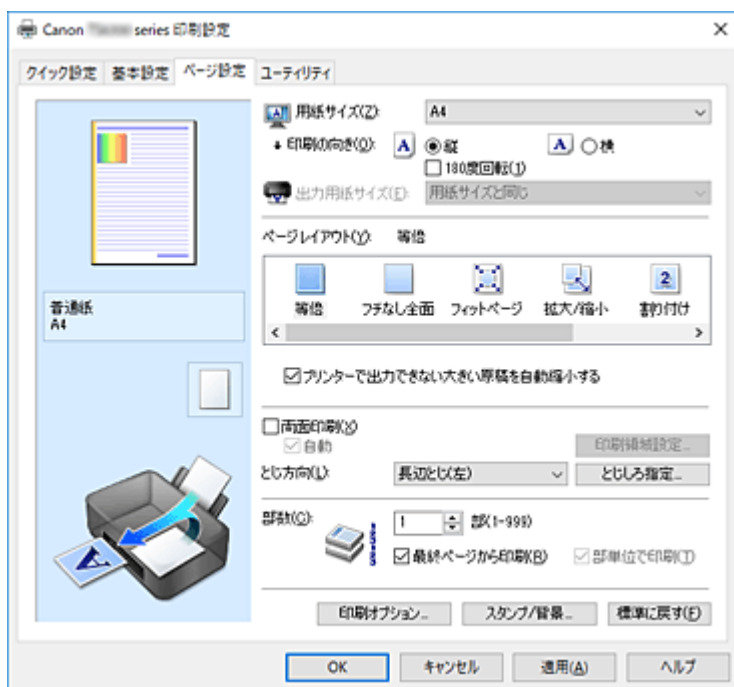 Canon series 印刷設定
クイック設定 基本設定 ページ設定 ユーティリティ
用紙サイズ(Z): A4
印刷の向き(O): A 縦 A 横
180度回転(1)
出力用紙サイズ(E): 用紙サイズと同じ
ページレイアウト(Y): 等倍
等倍 フチなし全面 フィットページ 拡大/縮小 2 割り付け
普通紙
A4
プリンターで出力できない大きい原稿を自動縮小する
両面印刷(X)
自動 印刷領域設定...
とじ方向(L): 長辺とじ(左) とじしろ指定...
部数(C): 1 部(1-999)
最終ページから印刷(R) 部単位で印刷(T)
印刷オプション... スタンプ/背景... 標準に戻す(F)
OK キャンセル 適用(A) ヘルプ